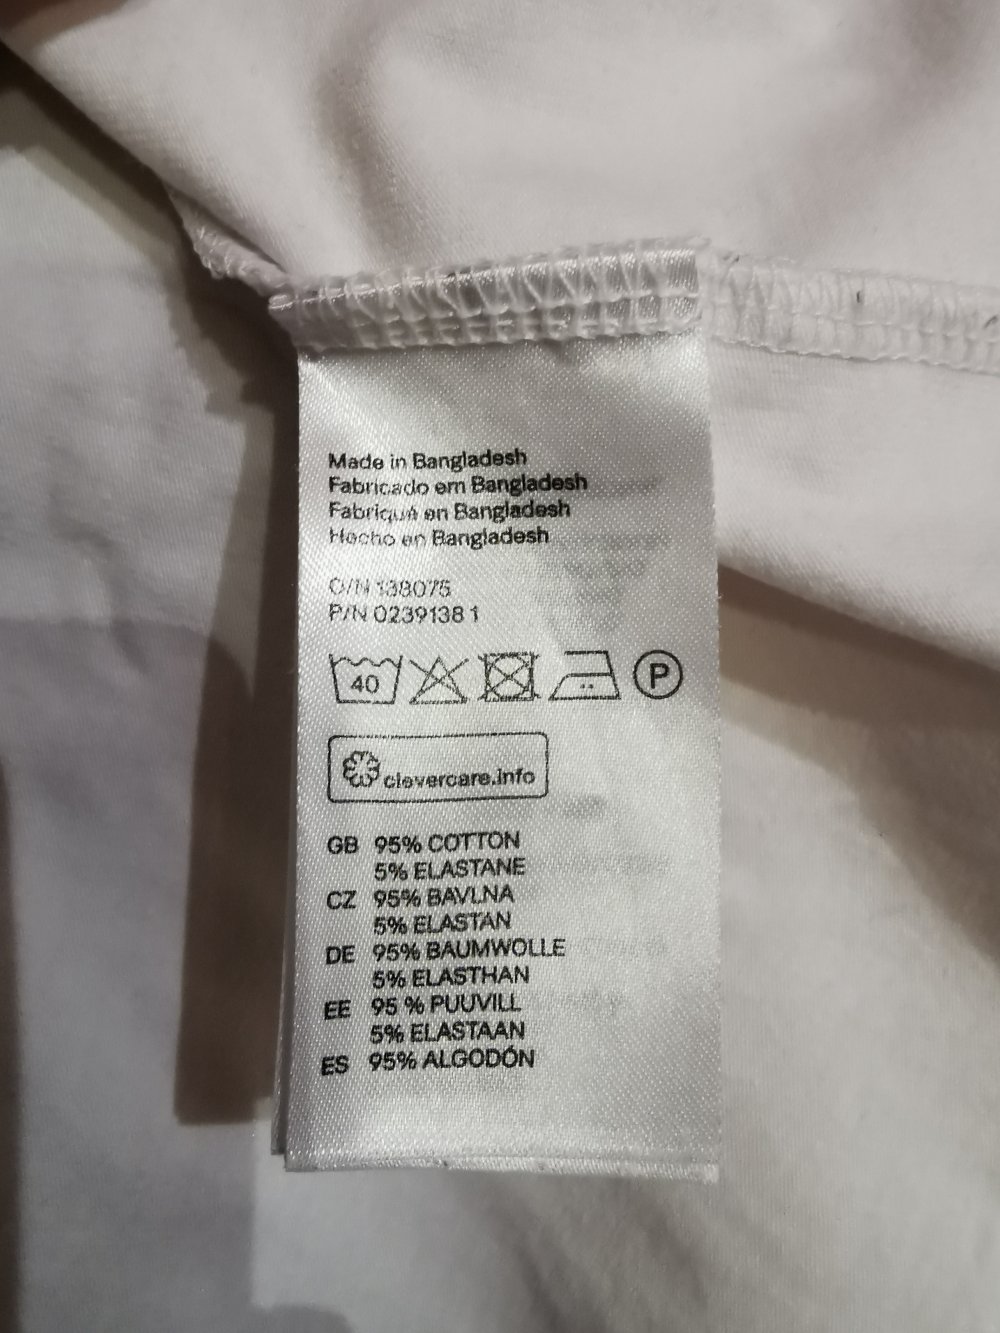 Made in Bangladesh
Fabricado em Bangladesh
Fabriqué en Bangladesh
Hecho en Bangladesh
O/N 138075
P/N 0239138 1
40 P
clevercare.info
GB 95% COTTON
5% ELASTANE
CZ 95% BAVLNA
5% ELASTAN
DE 95% BAUMWOLLE
5% ELASTHAN
EE 95 % PUUVILL
5% ELASTAAN
ES 95% ALGODÓN